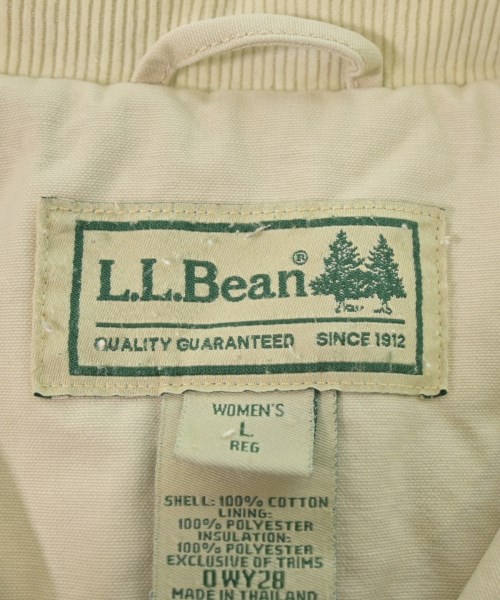 L.L.Bean®
QUALITY GUARANTEED SINCE 1912
WOMEN'S
L
REG
SHELL: 100% COTTON
LINING:
100% POLYESTER
INSULATION:
100% POLYESTER
EXCLUSIVE OF TRIMS
0WY28
MADE IN THAILAND